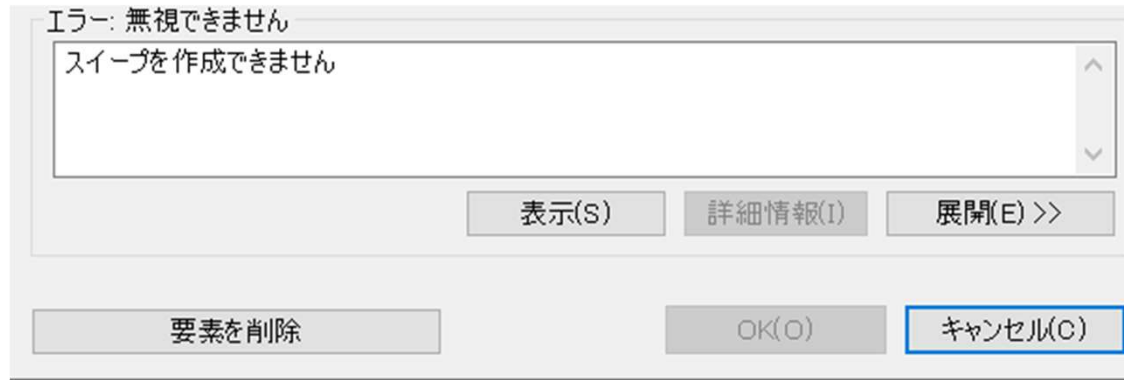 エラー: 無視できません
スイープを作成できません
表示(S)
詳細情報(I)
展開(E) >>
要素を削除
OK(O)
キャンセル(C)